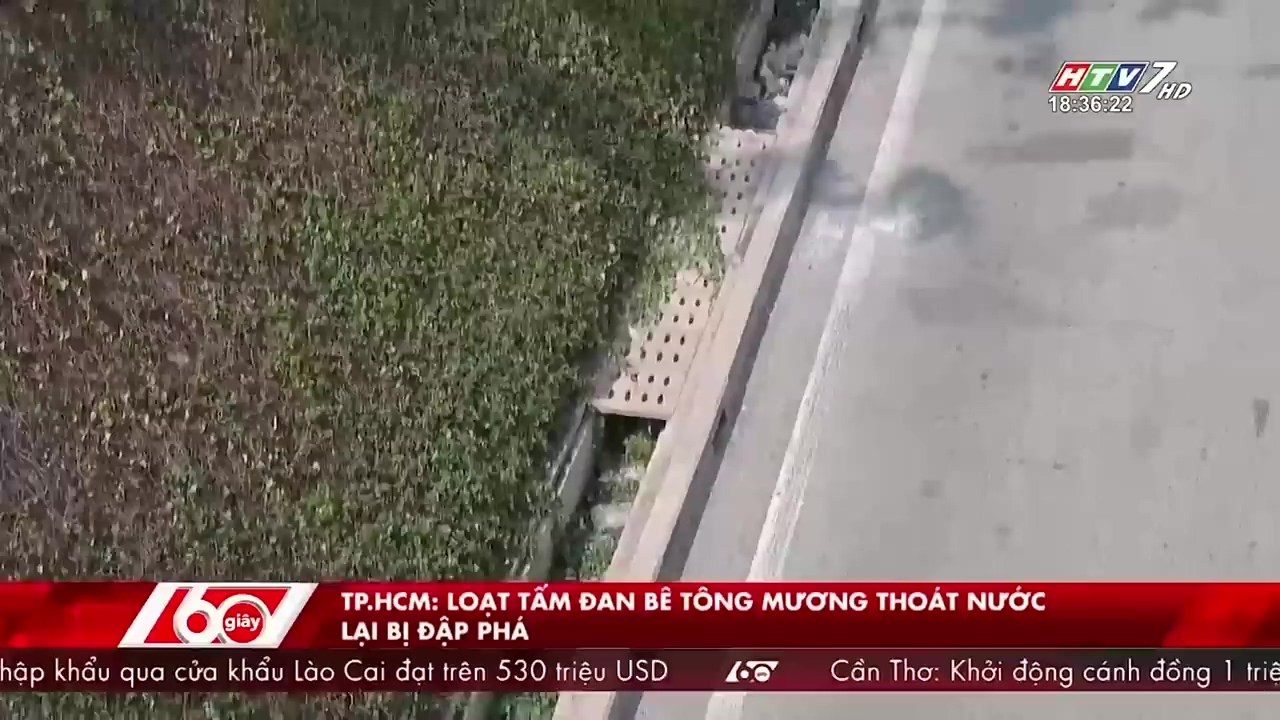 HTV7 HD
18:36:22
60 giây
TP.HCM: LOẠT TẤM ĐAN BÊ TÔNG MƯƠNG THOÁT NƯỚC
LẠI BỊ ĐẬP PHÁ
khẩu qua cửa khẩu Lào Cai đạt trên 530 triệu USD 60 Cần Thơ: Khởi động cánh đồng 1